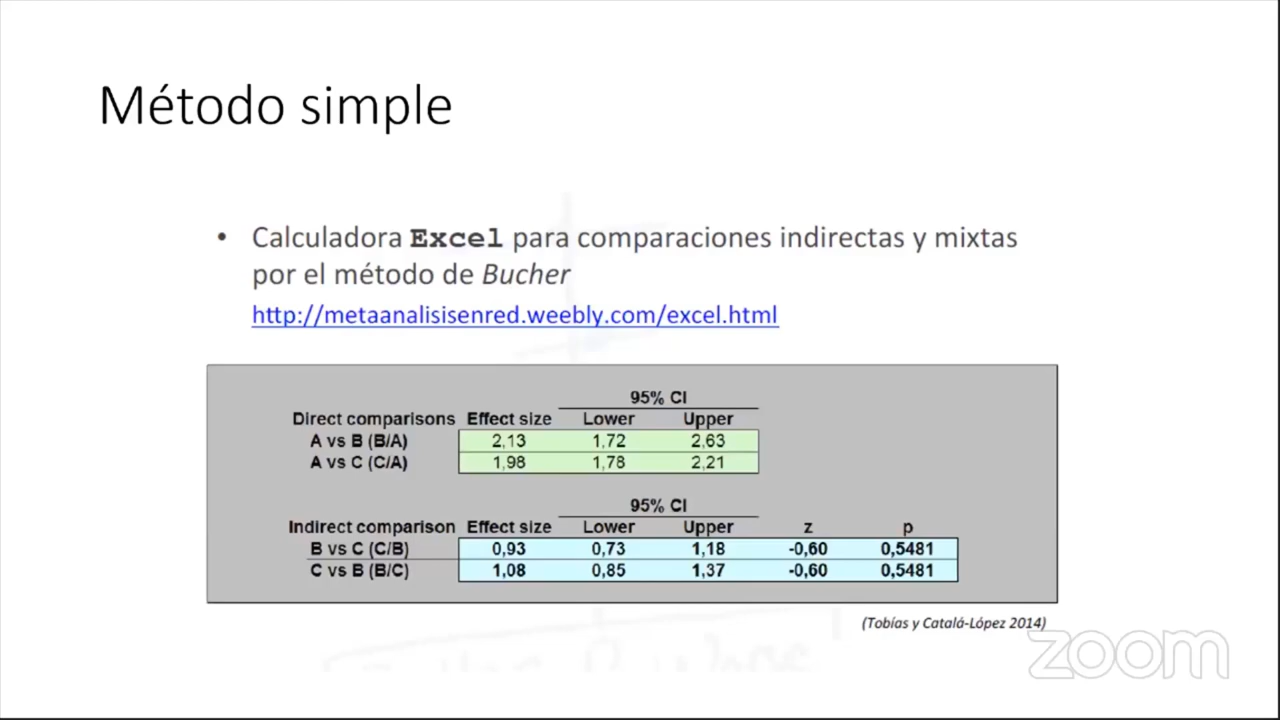 Método simple
• Calculadora Excel para comparaciones indirectas y mixtas
por el método de Bucher
http://metaanalisisenred.weebly.com/excel.html
95% CI
Direct comparisons Effect size Lower Upper
A vs B (B/A) 2,13 1,72 2,63
A vs C (C/A) 1,98 1,78 2,21
95% CI
Indirect comparison Effect size Lower Upper z p
B vs C (C/B) 0,93 0,73 1,18 -0,60 0,5481
C vs B (B/C) 1,08 0,85 1,37 -0,60 0,5481
(Tobías y Catalá-López 2014)
zoom